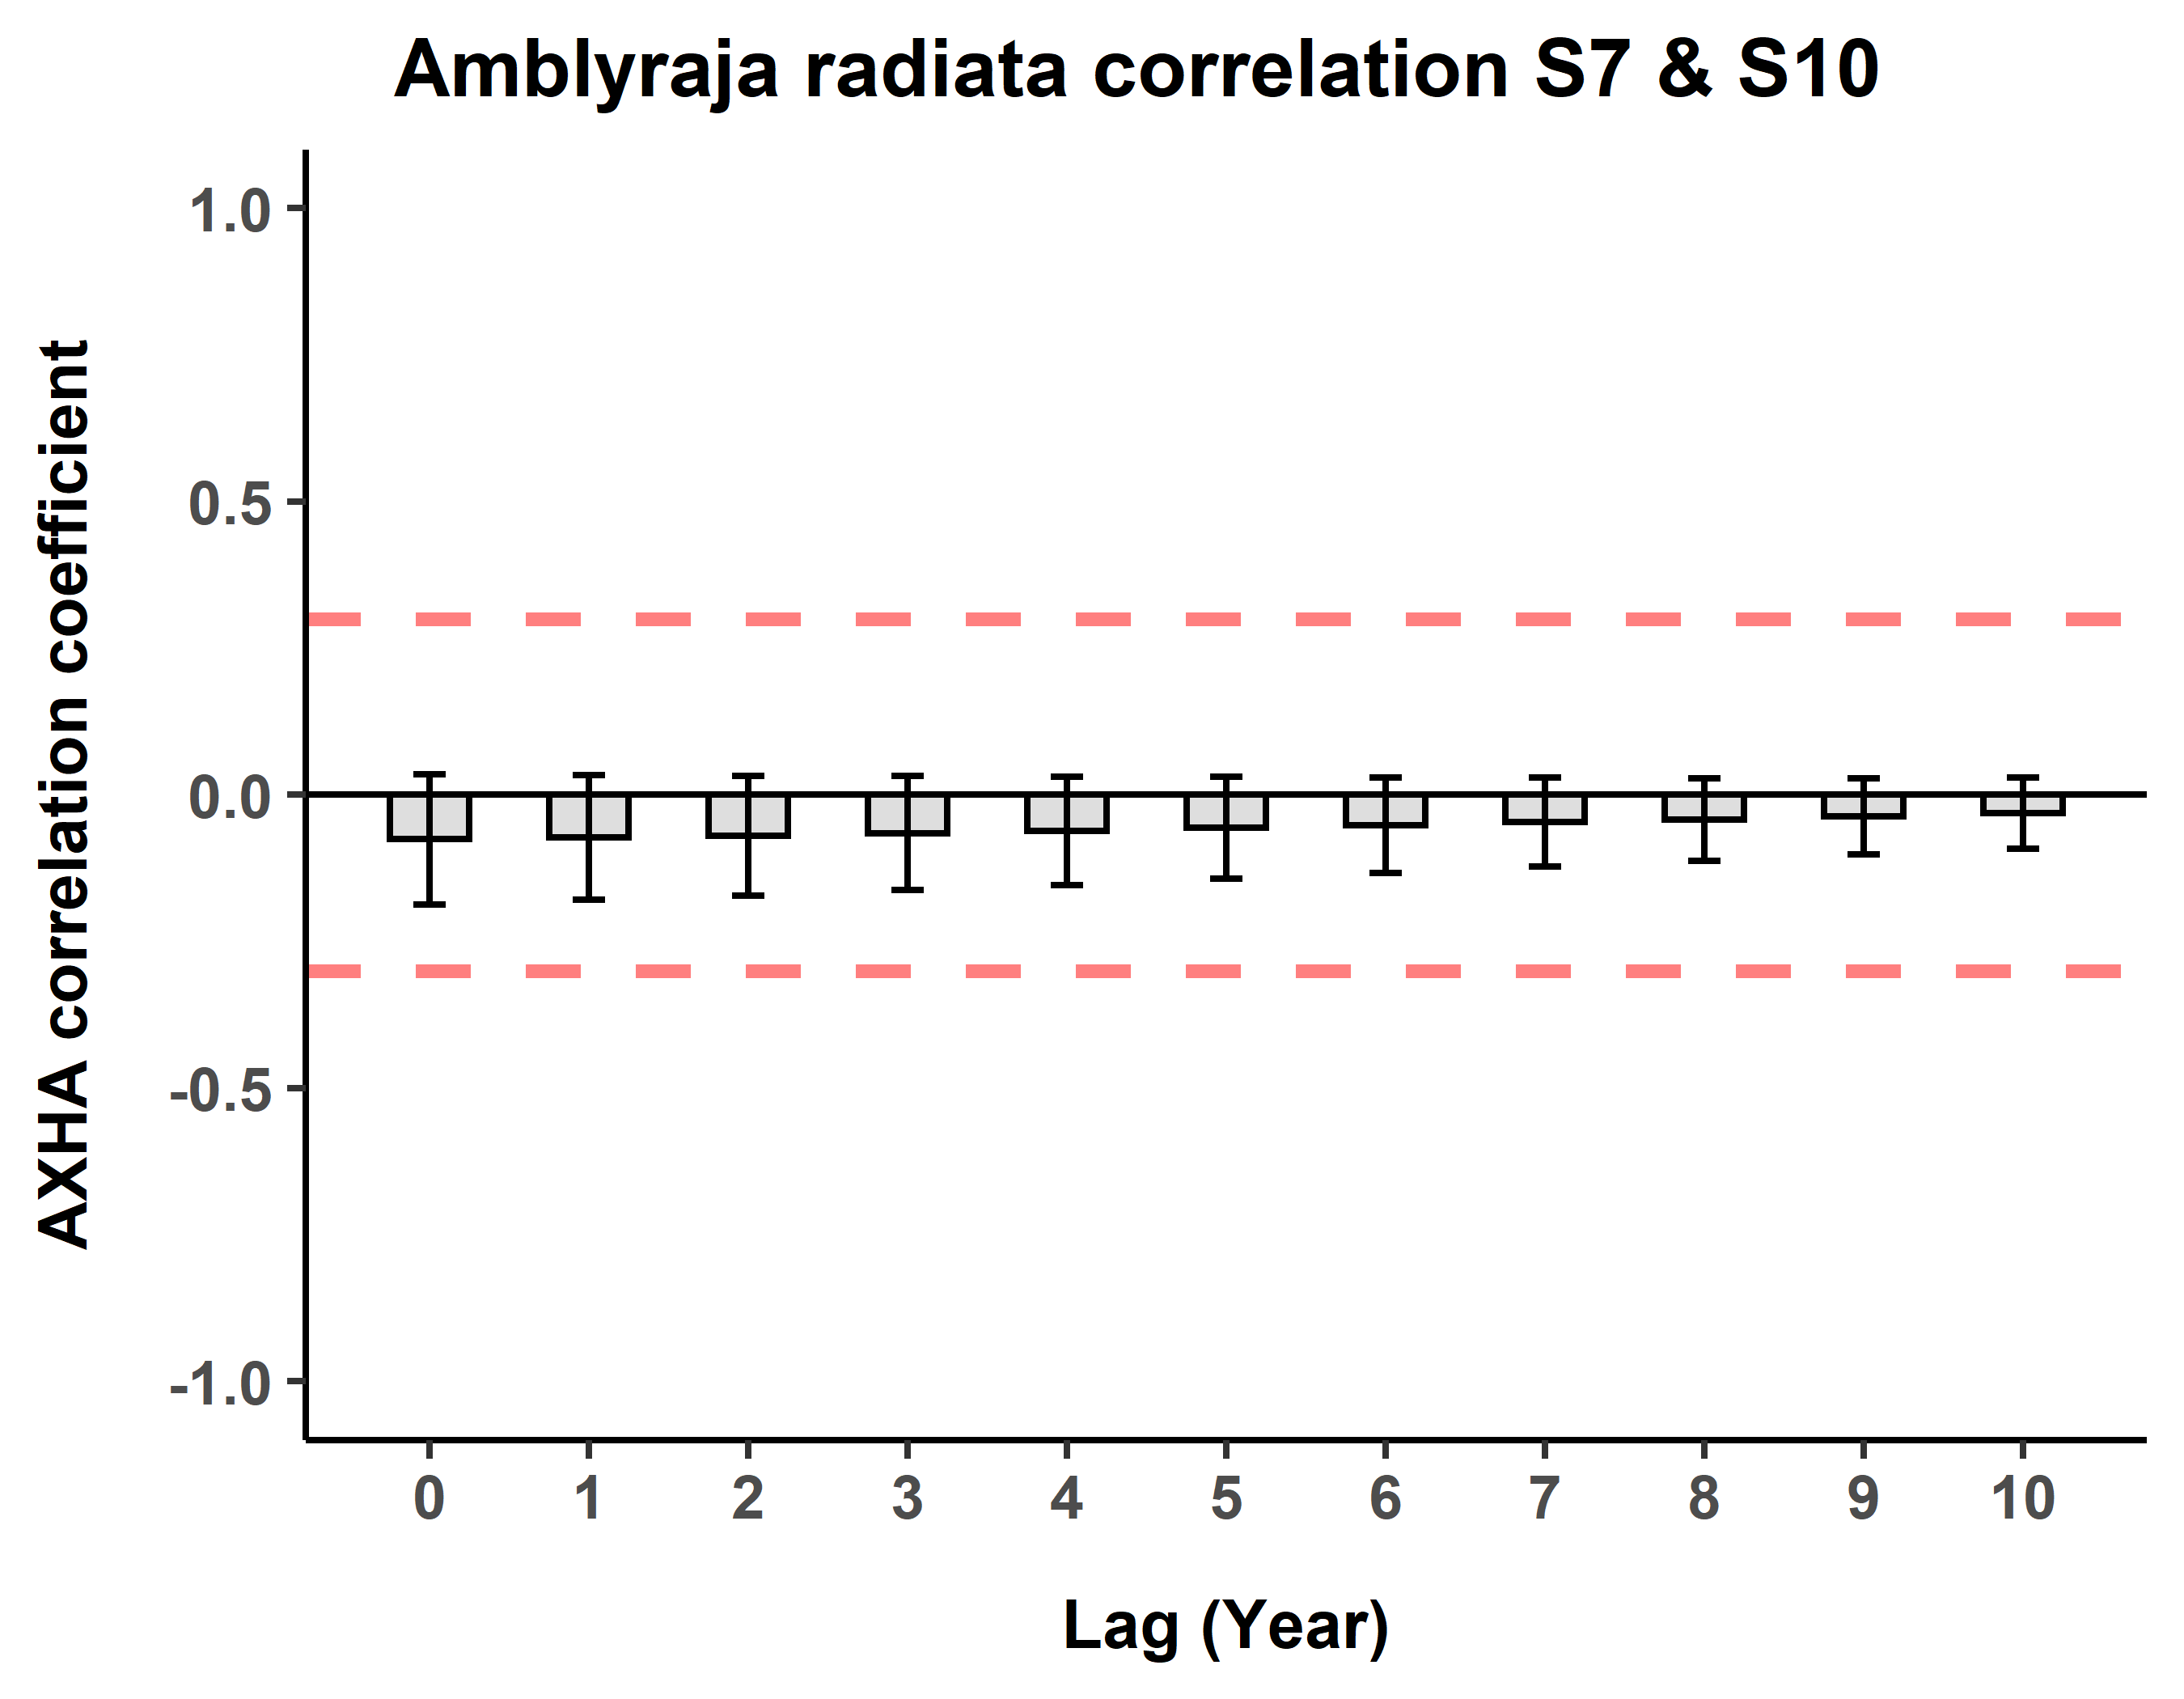 Amblyraja radiata correlation S7 & S10
AXHA correlation coefficient
1.0
0.5
0.0
-0.5
-1.0
0 1 2 3 4 5 6 7 8 9 10
Lag (Year)